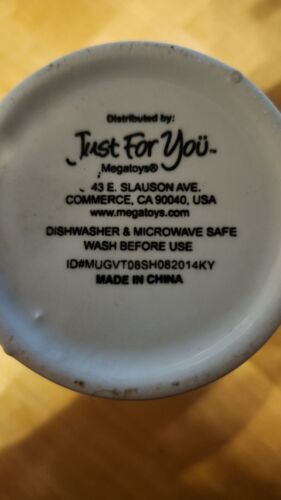 Distributed by:
Just For Yoü™
Megatoys®
43 E. SLAUSON AVE.
COMMERCE, CA 90040, USA
www.megatoys.com
DISHWASHER & MICROWAVE SAFE
WASH BEFORE USE
ID#MUGVT08SH082014KY
MADE IN CHINA